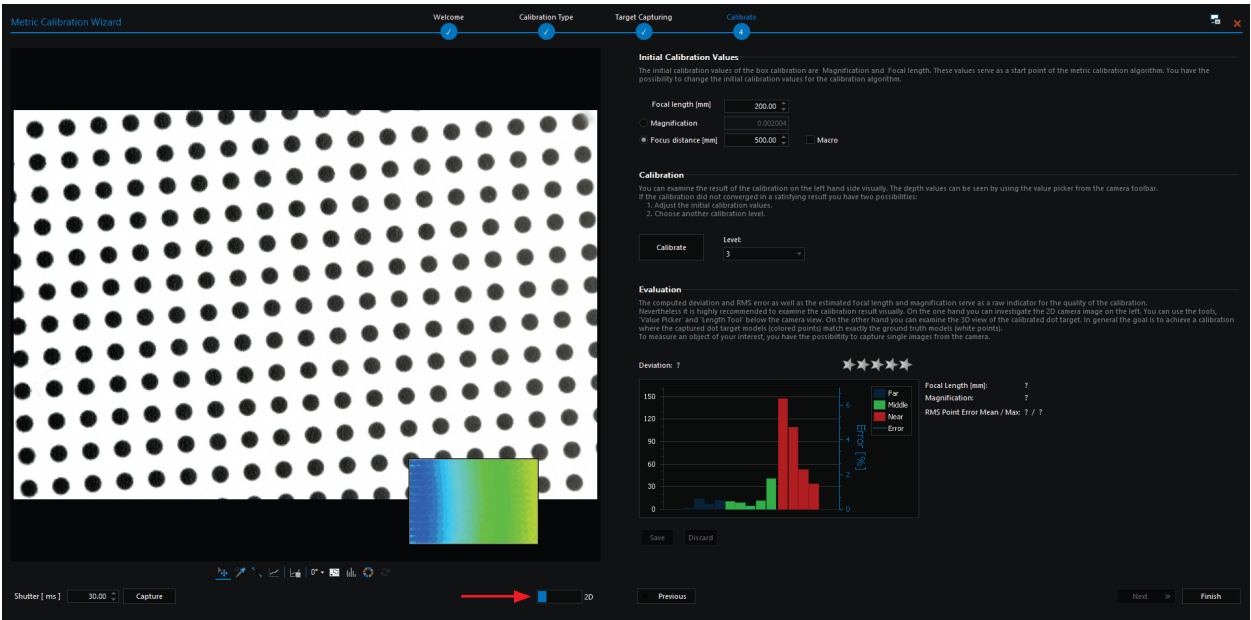 Metric Calibration Wizard
Welcome
Calibration Type
Target Capturing
Calibrate
4
Initial Calibration Values
The initial calibration values of the box calibration are Magnification and Focal length. These values serve as a start point of the metric calibration algorithm. You have the
possibility to change the initial calibration values for the calibration algorithm.
Focal length [mm] 200.00
Magnification 0.002004
Focus distance [mm] 500.00 Macro
Calibration
You can examine the result of the calibration on the left hand side visually. The depth values can be seen by using the value picker from the camera toolbar.
If the calibration did not converged in a satisfying result you have two possibilities:
1. Adjust the initial calibration values.
2. Choose another calibration level.
Calibrate
Level:
3
Evaluation
The computed deviation and RMS error as well as the estimated focal length and magnification serve as a raw indicator for the quality of the calibration.
Nevertheless it is highly recommended to examine the calibration result visually. On the one hand you can investigate the 2D camera image on the left. You can use the tools,
'Value Picker' and 'Length Tool' below the camera view. On the other hand you can examine the 3D view of the calibrated dot target. In general the goal is to achieve a calibration
where the captured dot target models (colored points) match exactly the ground truth models (white points).
To measure an object of your interest, you have the possibiltity to capture single images from the camera.
Deviation: ?
150
120
90
60
30
0
6
4
2
0
Error [%]
Far
Middle
Near
Error
Focal Length [mm]: ?
Magnification: ?
RMS Point Error Mean / Max: ? / ?
Save
Discard
0°
Shutter [ ms ] 30.00 Capture
2D
Previous
Next »
Finish